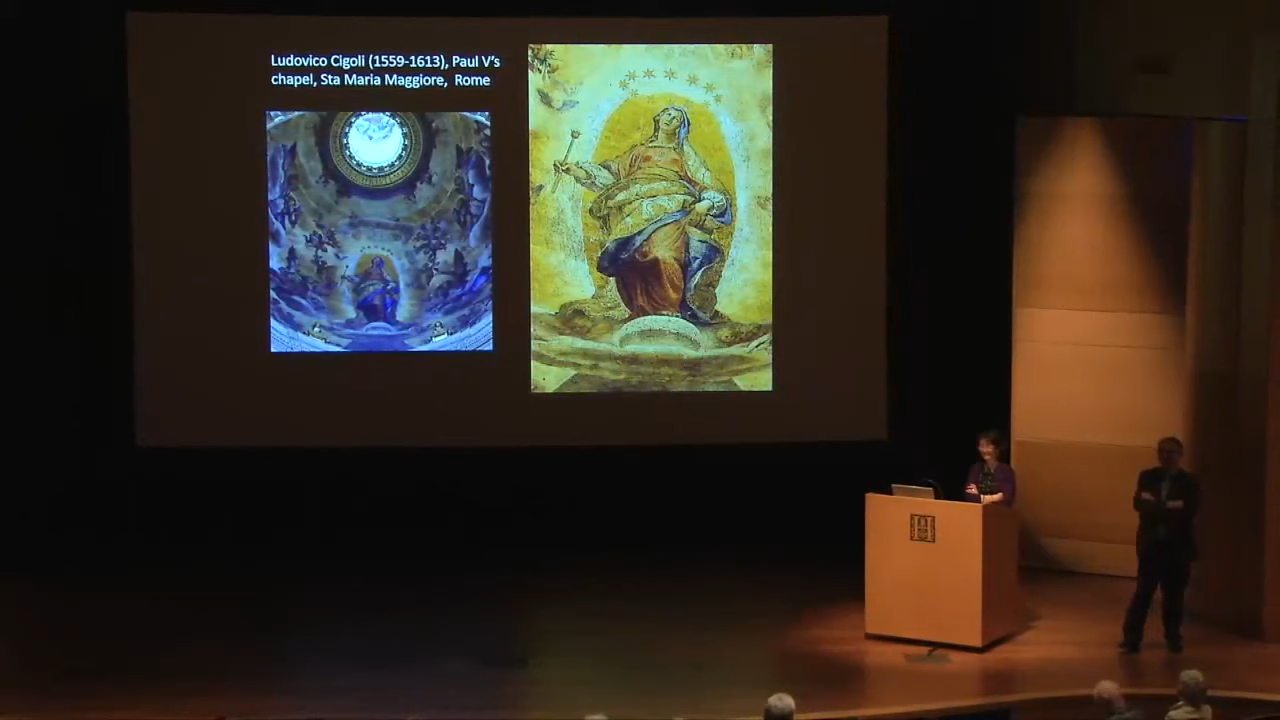 Ludovico Cigoli (1559-1613), Paul V's
chapel, Sta Maria Maggiore,  Rome